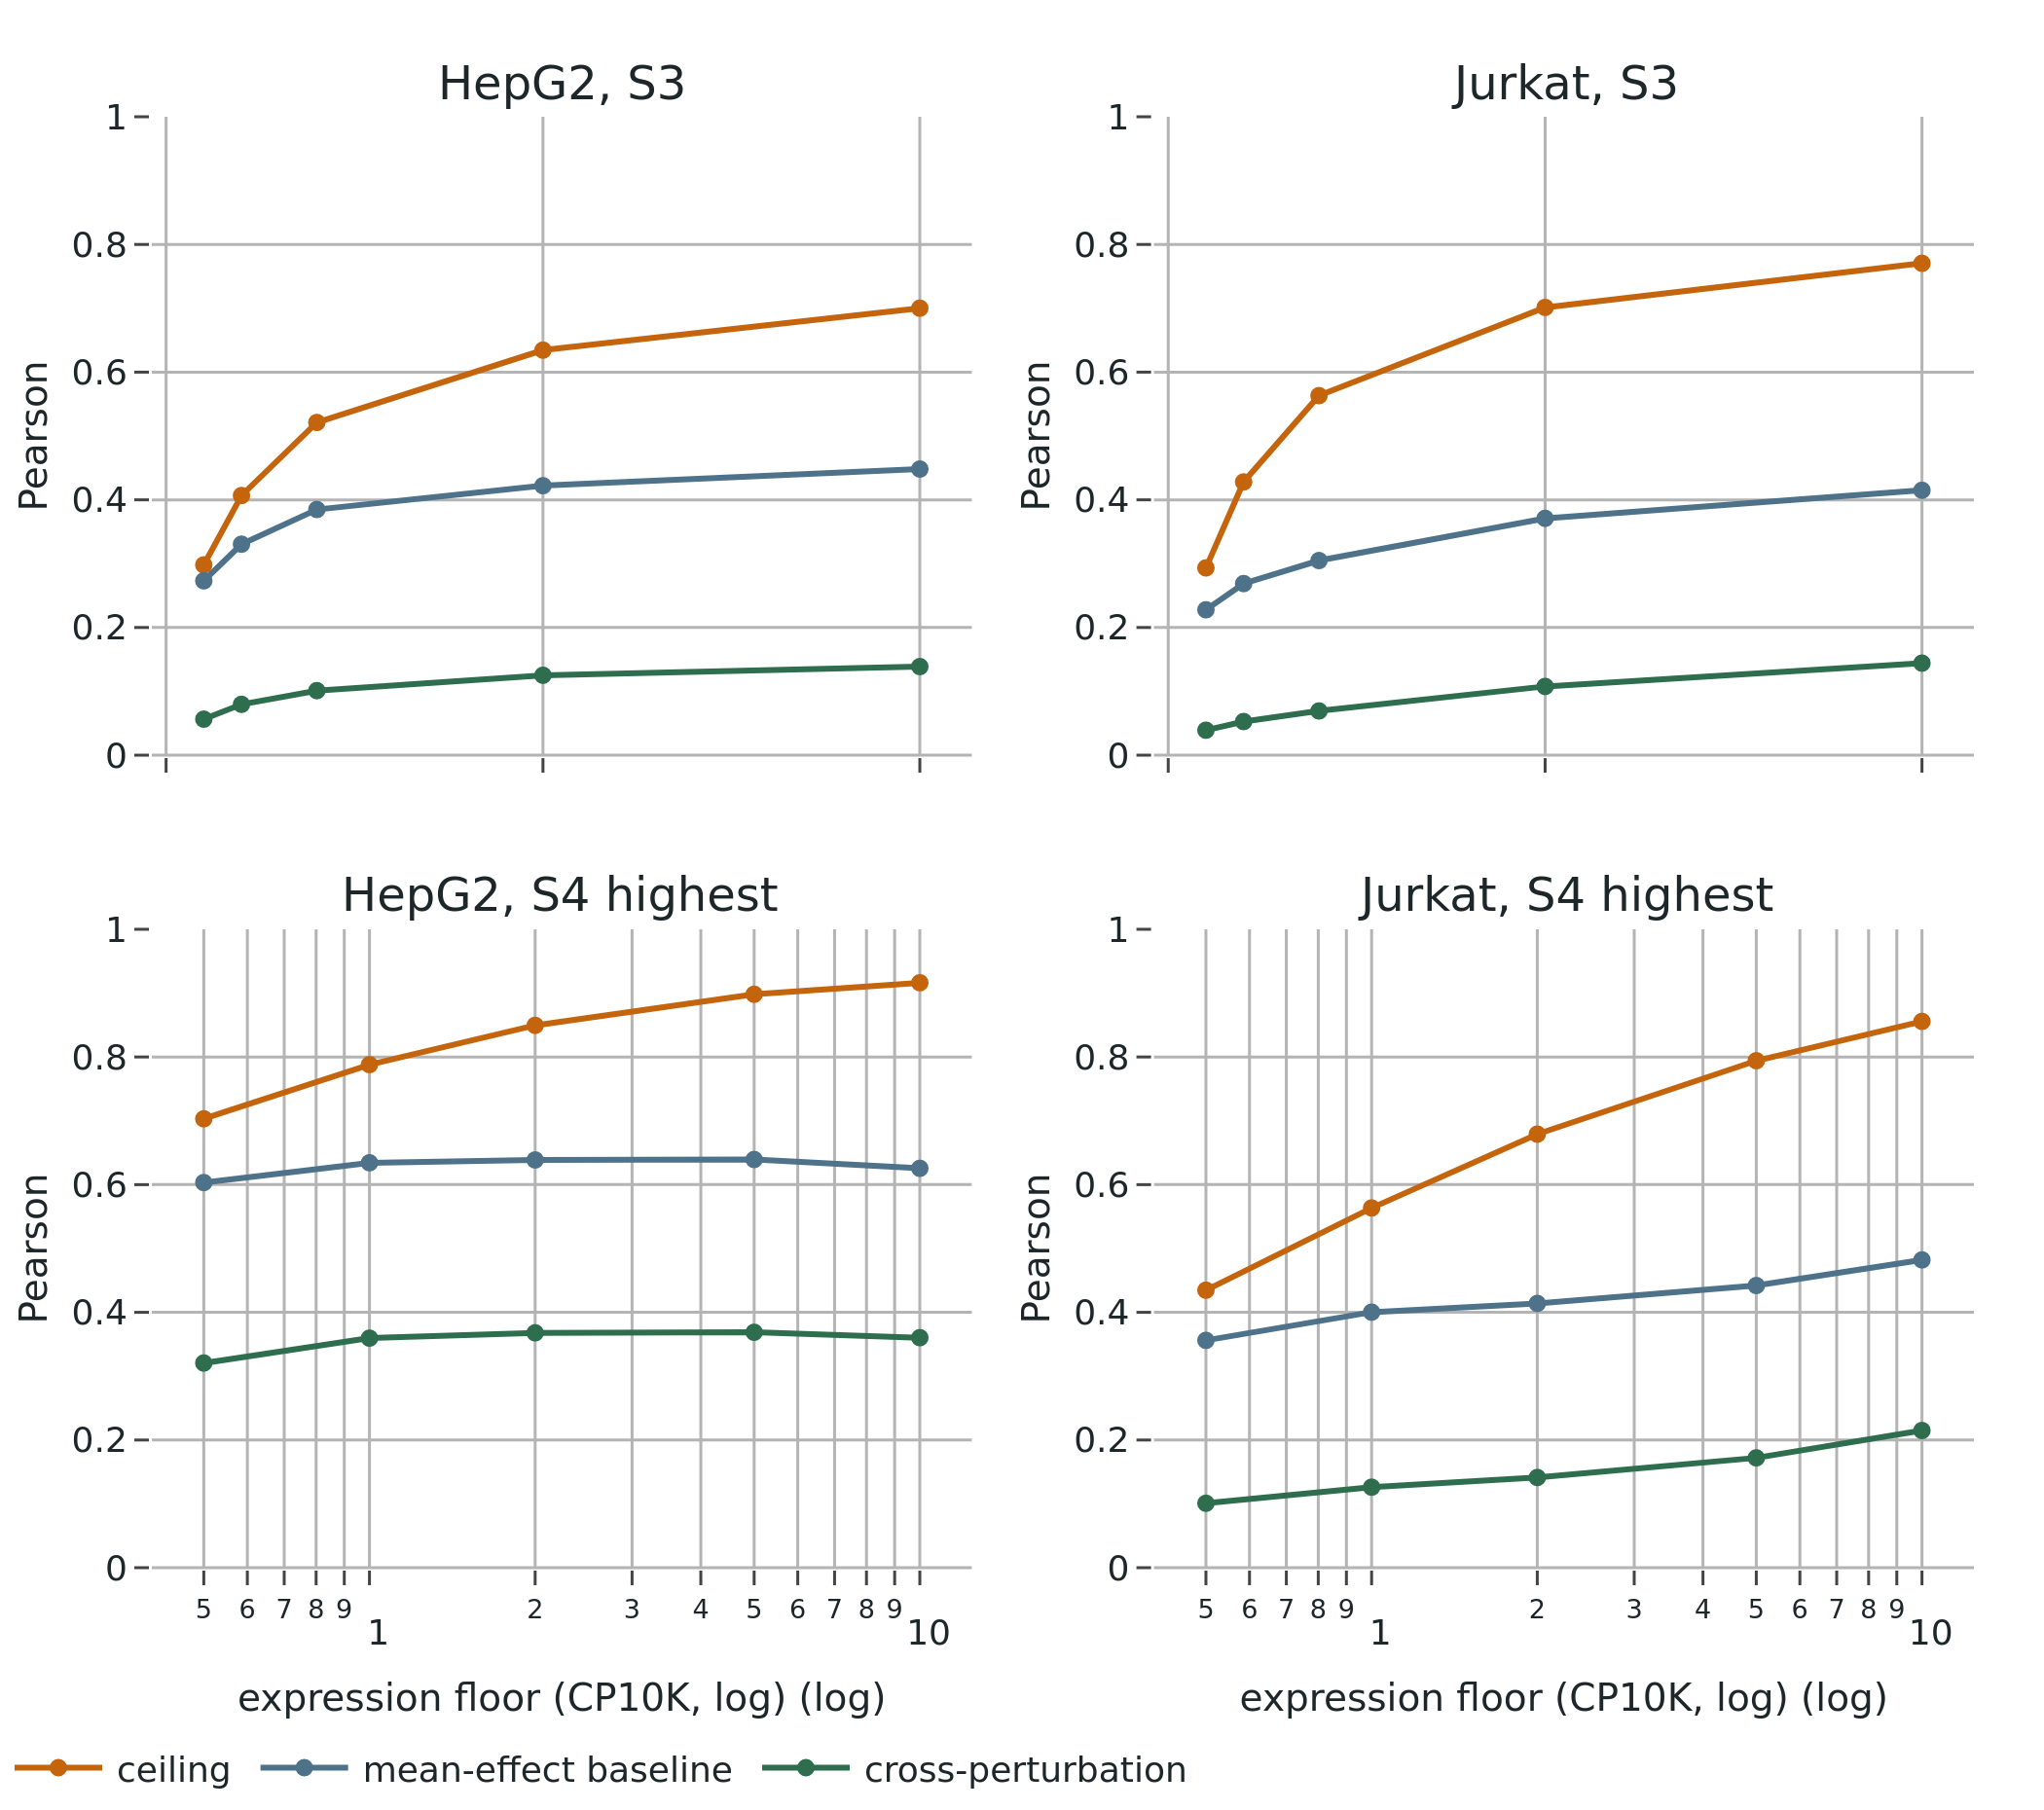 HepG2, S3
Jurkat, S3
1
0.8
0.6
0.4
0.2
0
Pearson
1
0.8
0.6
0.4
0.2
0
Pearson
HepG2, S4 highest
Jurkat, S4 highest
1
0.8
0.6
0.4
0.2
0
Pearson
5 6 7 8 9 1 2 3 4 5 6 7 8 9 10
expression floor (CP10K, log) (log)
1
0.8
0.6
0.4
0.2
0
Pearson
5 6 7 8 9 1 2 3 4 5 6 7 8 9 10
expression floor (CP10K, log) (log)
ceiling mean-effect baseline cross-perturbation